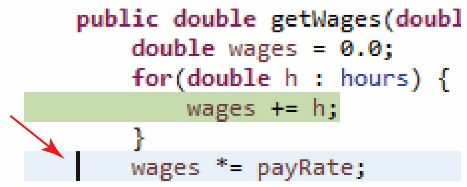 public double getWages(doubl
double wages = 0.0;
for(double h : hours) {
wages += h;
}
wages *= payRate;